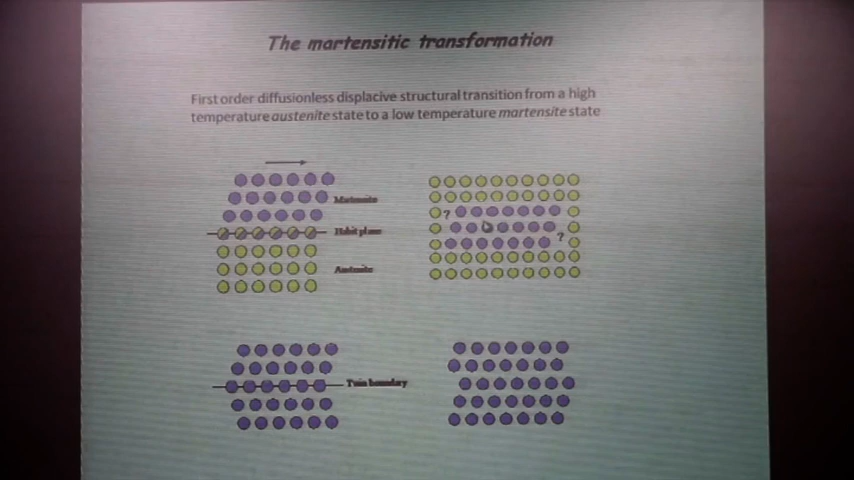 The martensitic transformation
First order diffusionless displacive structural transition from a high
temperature austenite state to a low temperature martensite state
Martensite
?
Habit plane
?
Austenite
Twin boundary